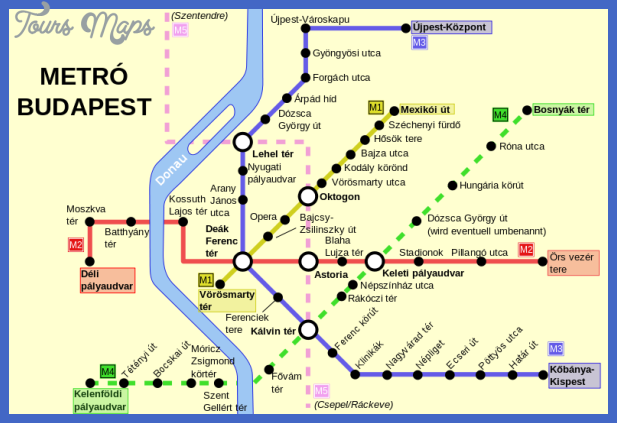 Tours Maps
METRÓ
BUDAPEST
(Szentendre)
M5
Újpest-Városkapu
Újpest-Központ
M3
Gyöngyösi utca
Forgách utca
Árpád híd
Dózsca
György út
Lehel tér
Nyugati
pályaudvar
Arany
János
utca
M1
Mexikói út
Széchenyi fürdő
Hősök tere
Bajza utca
Kodály körönd
Vörösmarty utca
Oktogon
Opera
Bajcsy-
Zsilinszky út
M4
Bosnyák tér
Róna utca
Hungária körút
Dózsca György út
(wird eventuell umbenannt)
Donau
Moszkva
tér
Batthyány
tér
Kossuth
Lajos tér
M2
Déli
pályaudvar
Deák
Ferenc
tér
M1
Vörösmarty
tér
Blaha
Lujza tér
Astoria
Keleti pályaudvar
Stadionok
Pillangó utca
M2
Örs vezér
tere
Népszínház utca
Rákóczi tér
Ferenciek
tere
Kálvin tér
Ferenc körút
Klinikák
Nagyvárad tér
Népliget
Ecseri út
Pöttyös utca
Határ út
M3
Kőbánya-
Kispest
M4
Kelenföldi
pályaudvar
Tétényi út
Bocskai út
Móricz
Zsigmond
körtér
Szent
Gellért tér
Fővám
tér
M5
(Csepel/Ráckeve)